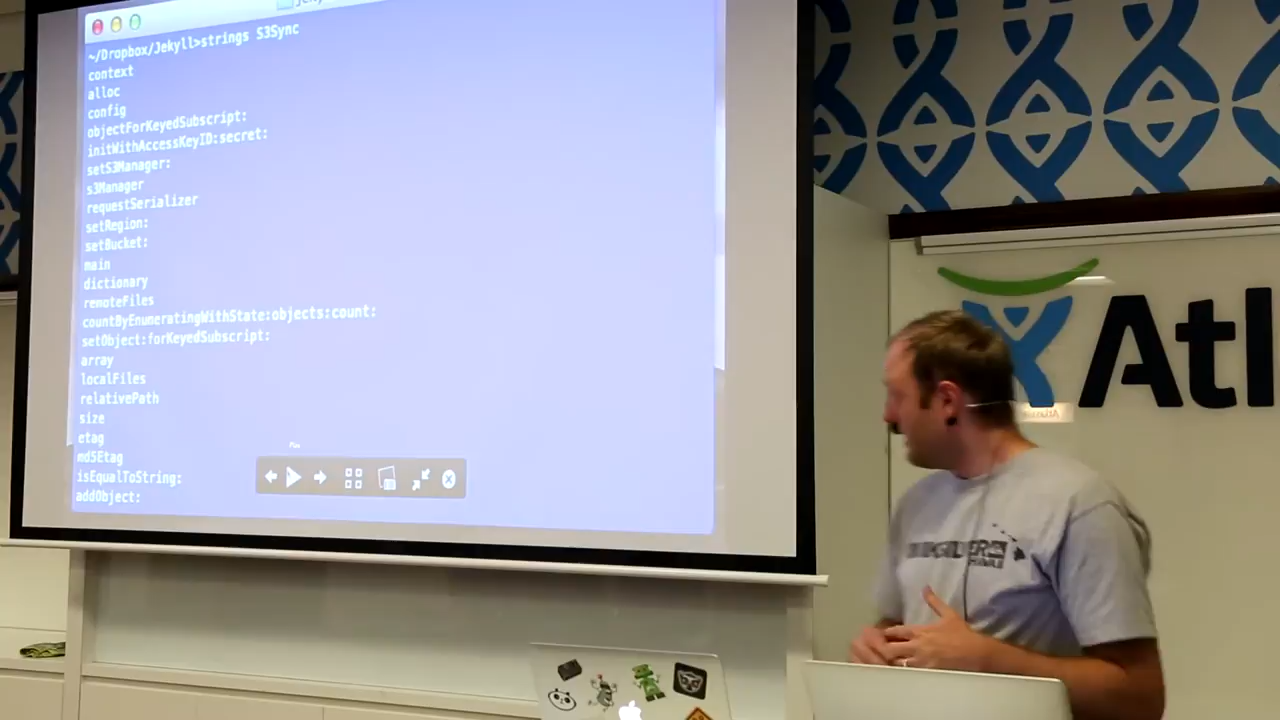 ~/Dropbox/Jekyll>strings S3Sync
context
alloc
config
objectForKeyedSubscript:
initWithAccessKeyID:secret:
setS3Manager:
s3Manager
requestSerializer
setRegion:
setBucket:
main
dictionary
remoteFiles
countByEnumeratingWithState:objects:count:
setObject:forKeyedSubscript:
array
localFiles
relativePath
size
etag
md5Etag
isEqualToString:
addObject:
Atl